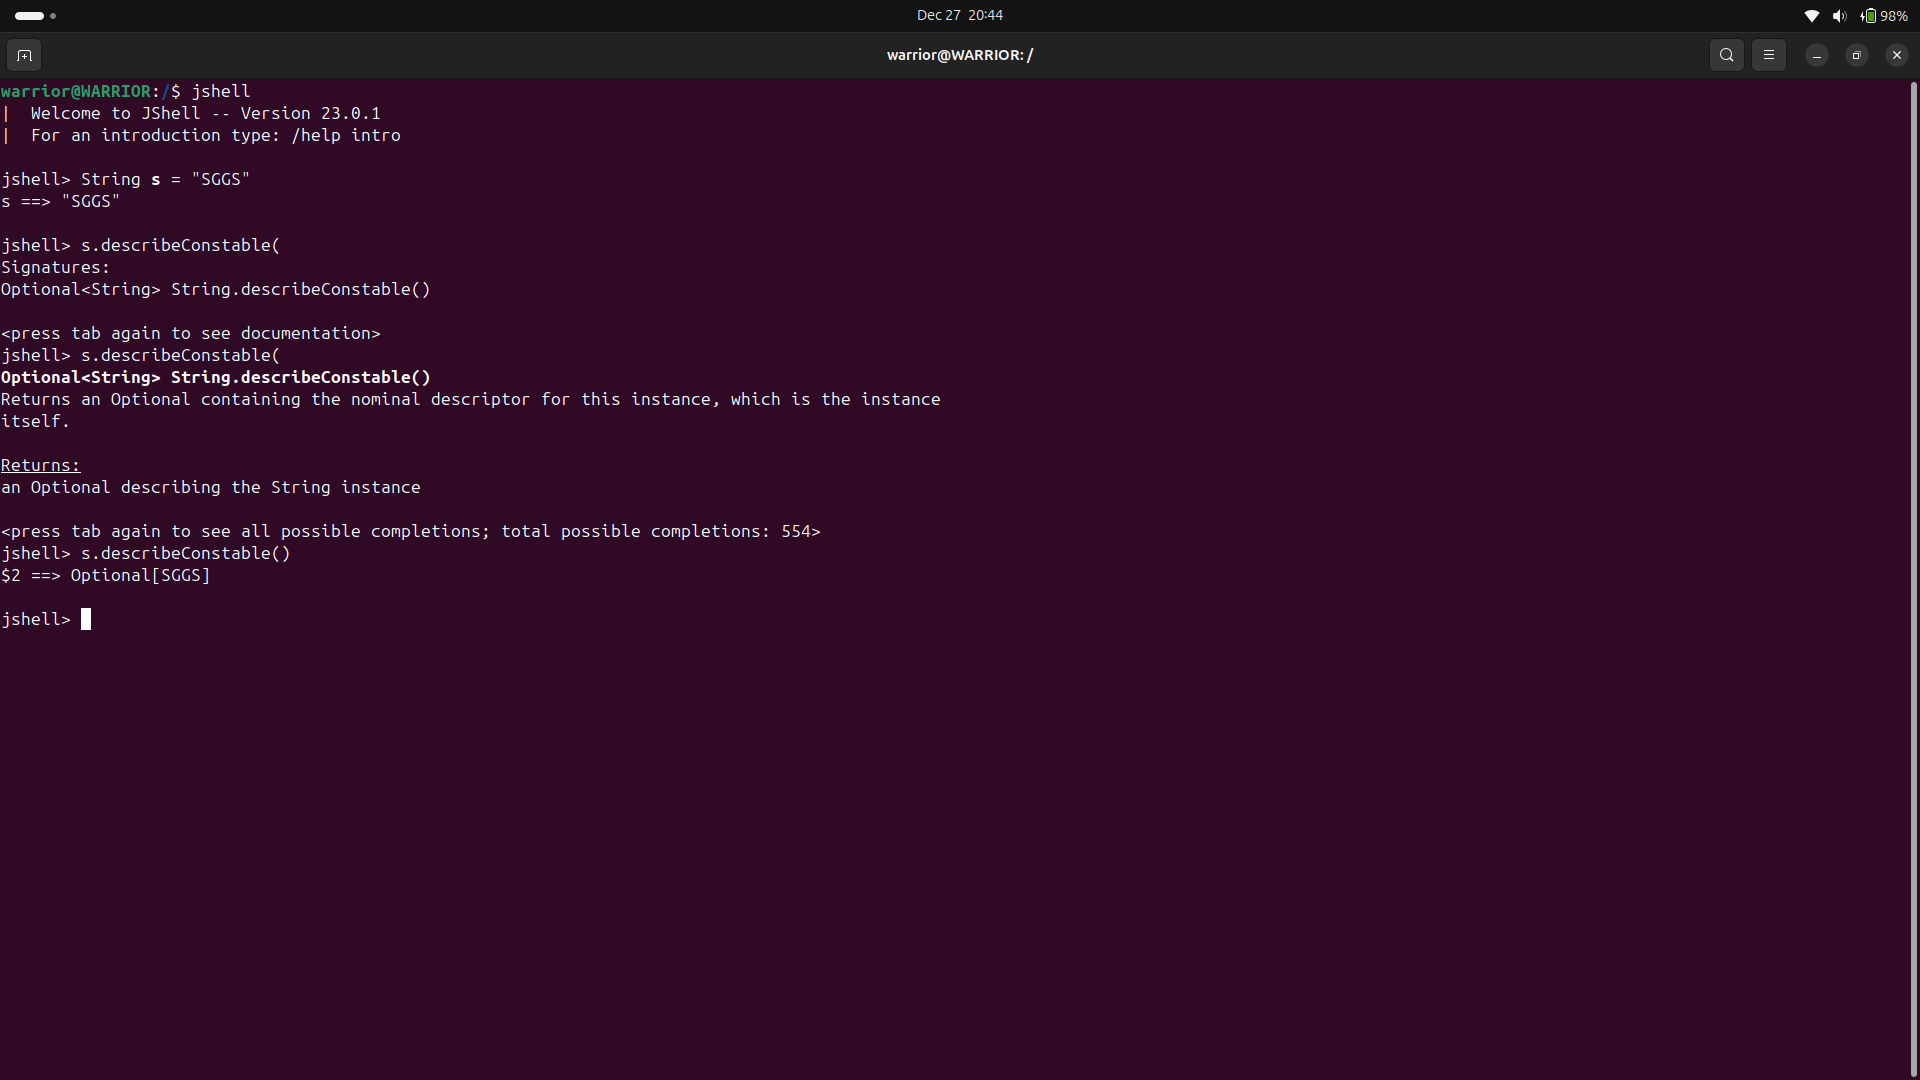 Dec 27 20:44
98%
warrior@WARRIOR: /
warrior@WARRIOR:/$ jshell
|  Welcome to JShell -- Version 23.0.1
|  For an introduction type: /help intro
jshell> String s = "SGGS"
s ==> "SGGS"
jshell> s.describeConstable(
Signatures:
Optional<String> String.describeConstable()
<press tab again to see documentation>
jshell> s.describeConstable(
Optional<String> String.describeConstable()
Returns an Optional containing the nominal descriptor for this instance, which is the instance
itself.
Returns:
an Optional describing the String instance
<press tab again to see all possible completions; total possible completions: 554>
jshell> s.describeConstable()
$2 ==> Optional[SGGS]
jshell>